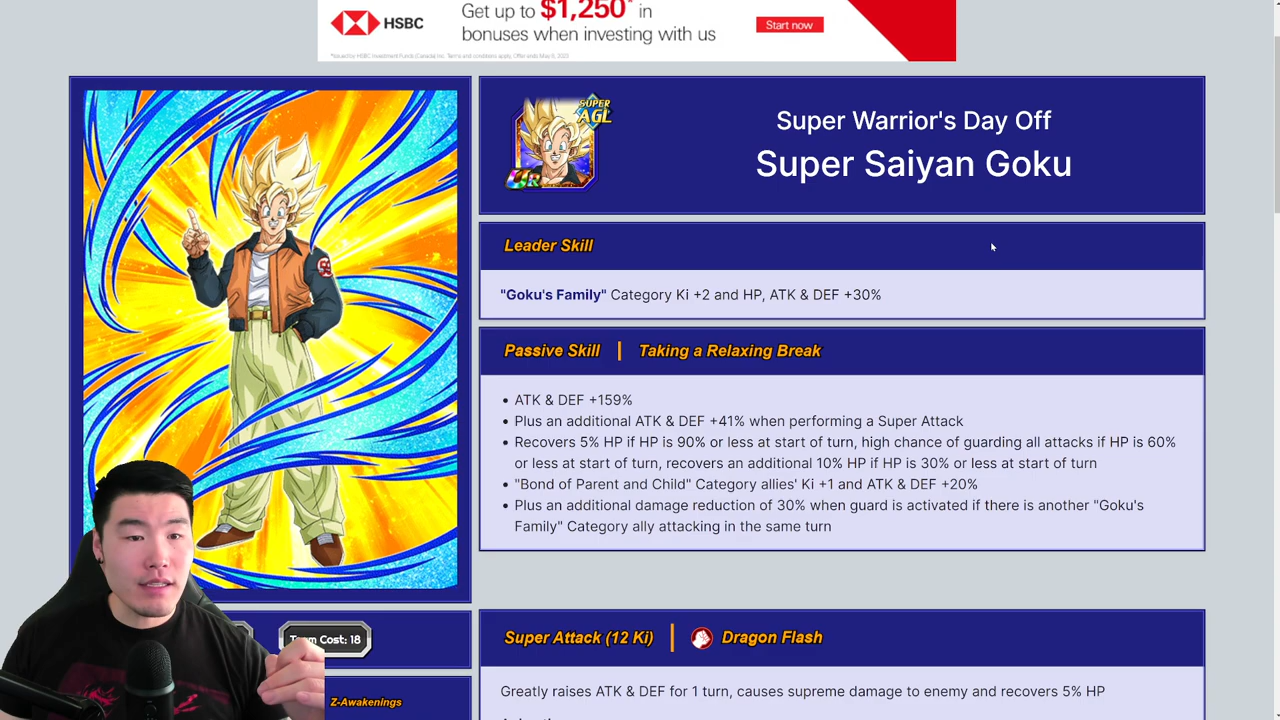 HSBC
Get up to $1,250* in
bonuses when investing with us
Start now
SUPER
AGL
UR
Super Warrior's Day Off
Super Saiyan Goku
Leader Skill
"Goku's Family" Category Ki +2 and HP, ATK & DEF +30%
Passive Skill | Taking a Relaxing Break
• ATK & DEF +159%
• Plus an additional ATK & DEF +41% when performing a Super Attack
• Recovers 5% HP if HP is 90% or less at start of turn, high chance of guarding all attacks if HP is 60%
or less at start of turn, recovers an additional 10% HP if HP is 30% or less at start of turn
• "Bond of Parent and Child" Category allies' Ki +1 and ATK & DEF +20%
• Plus an additional damage reduction of 30% when guard is activated if there is another "Goku's
Family" Category ally attacking in the same turn
Team Cost: 18
Super Attack (12 Ki) | Dragon Flash
Greatly raises ATK & DEF for 1 turn, causes supreme damage to enemy and recovers 5% HP
Z-Awakenings